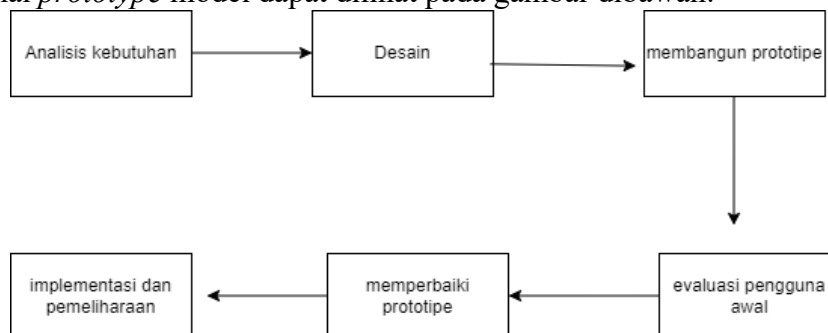 prototype model dapat dilihat pada gambar dibawah.
Analisis kebutuhan
Desain
membangun prototipe
implementasi dan
pemeliharaan
memperbaiki
prototipe
evaluasi pengguna
awal